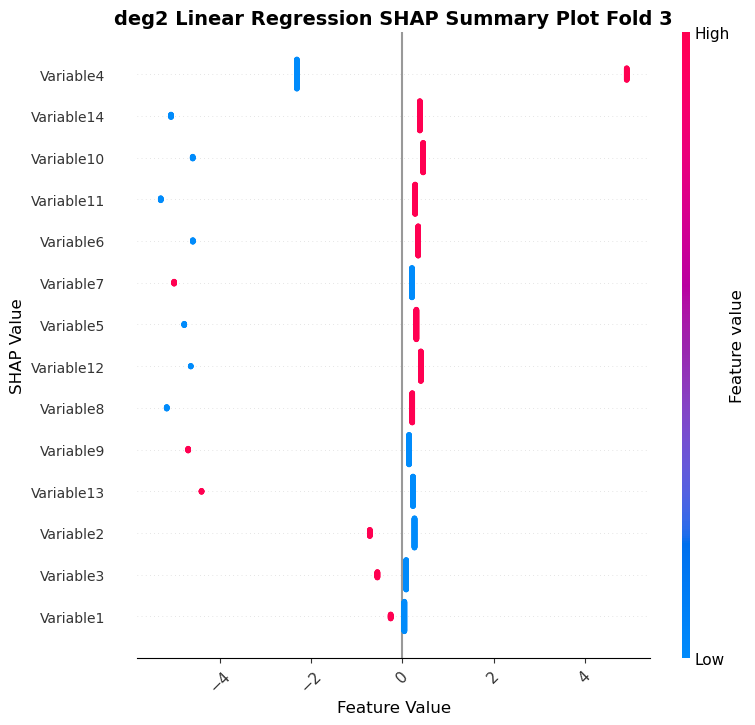 deg2 Linear Regression SHAP Summary Plot Fold 3
High
Variable4
Variable14
Variable10
Variable11
Variable6
Variable7
Variable5
Variable12
Variable8
Variable9
Variable13
Variable2
Variable3
Variable1
SHAP Value
Feature value
Low
−4 −2 0 2 4
Feature Value